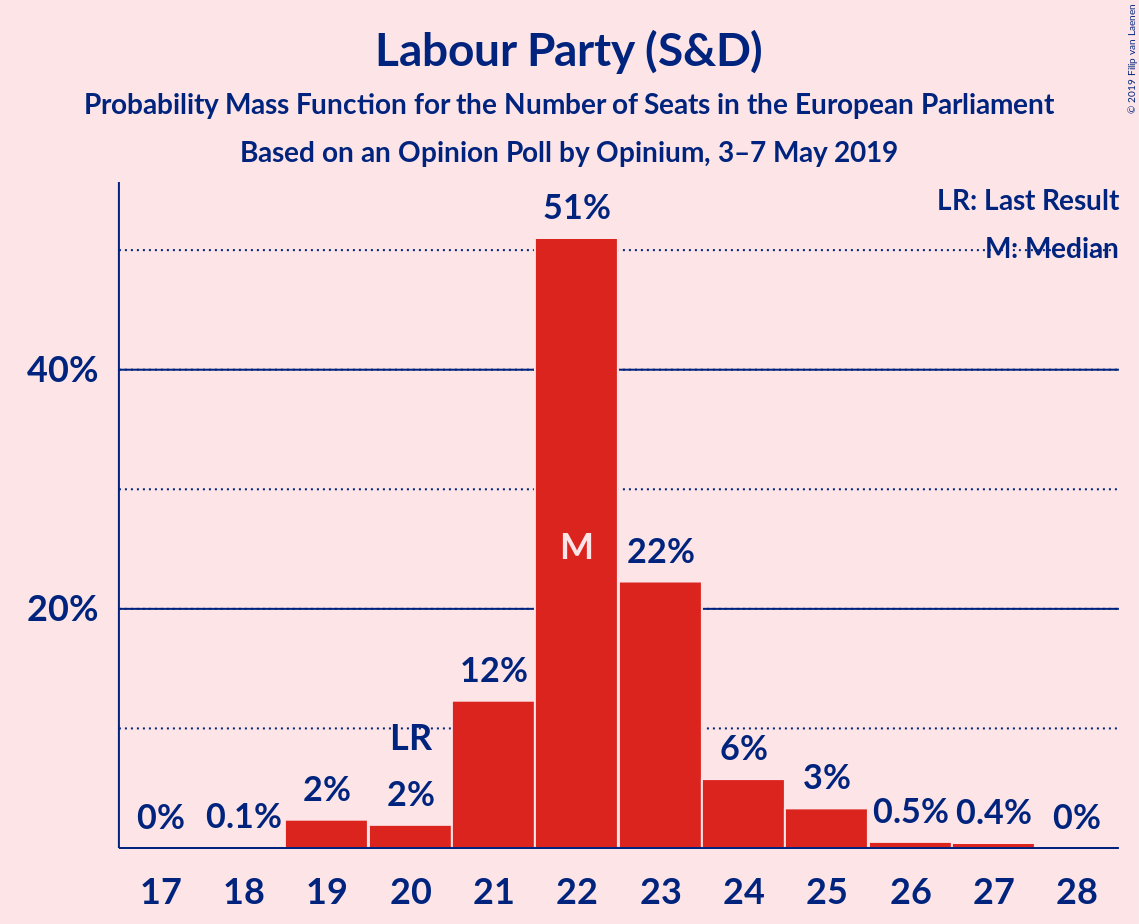 Labour Party (S&D)
Probability Mass Function for the Number of Seats in the European Parliament
Based on an Opinion Poll by Opinium, 3–7 May 2019
© 2019 Filip van Laenen
LR: Last Result
M: Median
40%
20%
0%
0.1%
2%
LR
2%
12%
51%
M
22%
6%
3%
0.5%
0.4%
0%
17 18 19 20 21 22 23 24 25 26 27 28